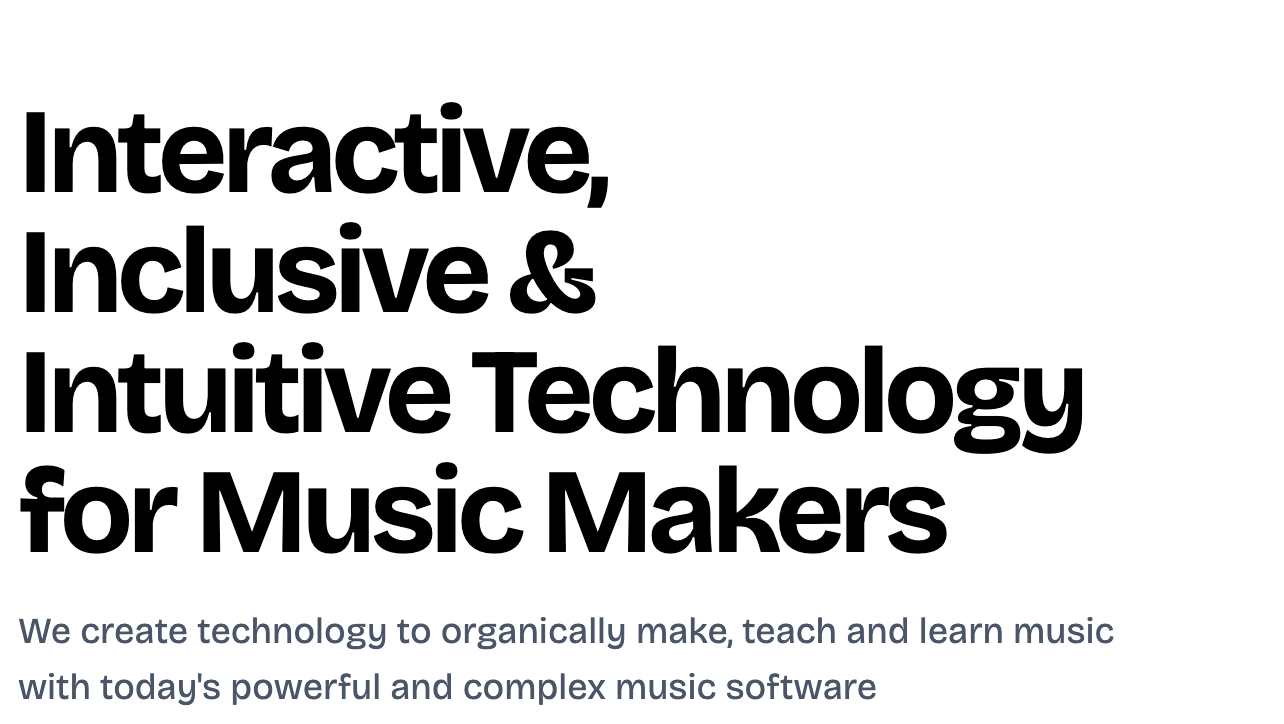 Interactive,
Inclusive &
Intuitive Technology
for Music Makers
We create technology to organically make, teach and learn music
with today's powerful and complex music software